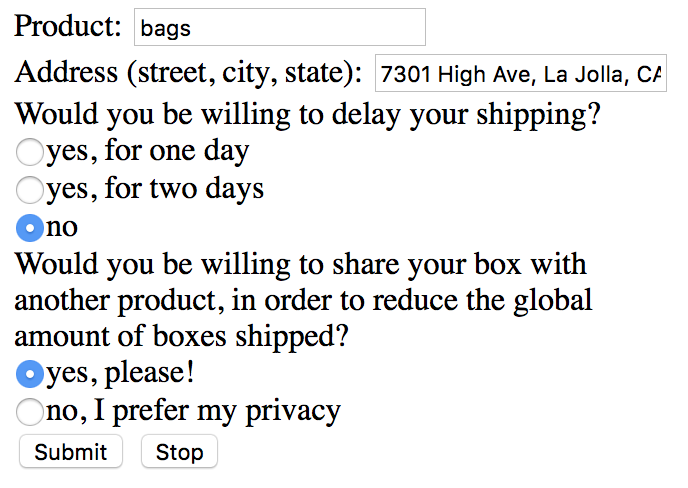 Product: bags
Address (street, city, state): 7301 High Ave, La Jolla, CA
Would you be willing to delay your shipping?
yes, for one day
yes, for two days
no
Would you be willing to share your box with
another product, in order to reduce the global
amount of boxes shipped?
yes, please!
no, I prefer my privacy
Submit Stop